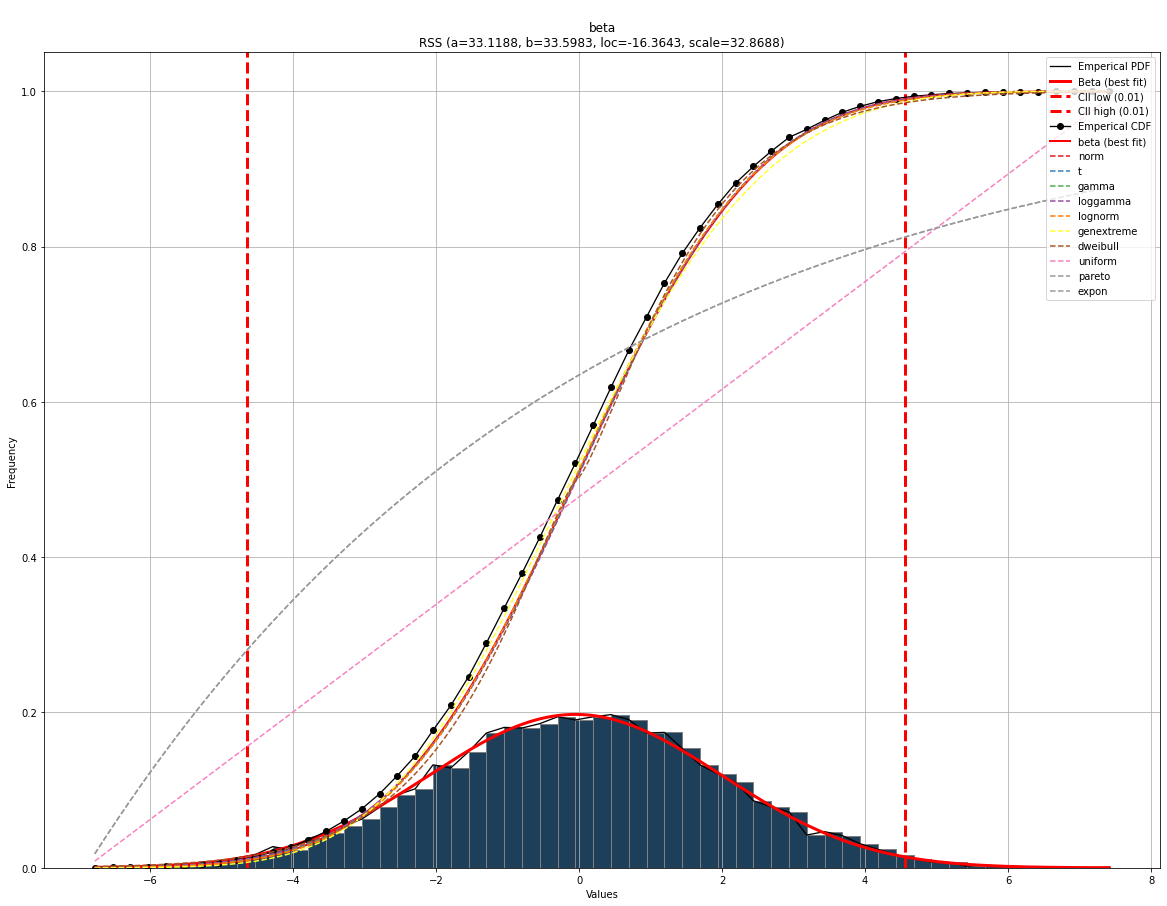 beta
RSS (a=33.1188, b=33.5983, loc=-16.3643, scale=32.8688)
Emperical PDF
Beta (best fit)
CII low (0.01)
CII high (0.01)
Emperical CDF
beta (best fit)
norm
t
gamma
loggamma
lognorm
genextreme
dweibull
uniform
pareto
expon
1.0
0.8
0.6
0.4
0.2
0.0
Frequency
−6
−4
−2
0
2
4
6
8
Values